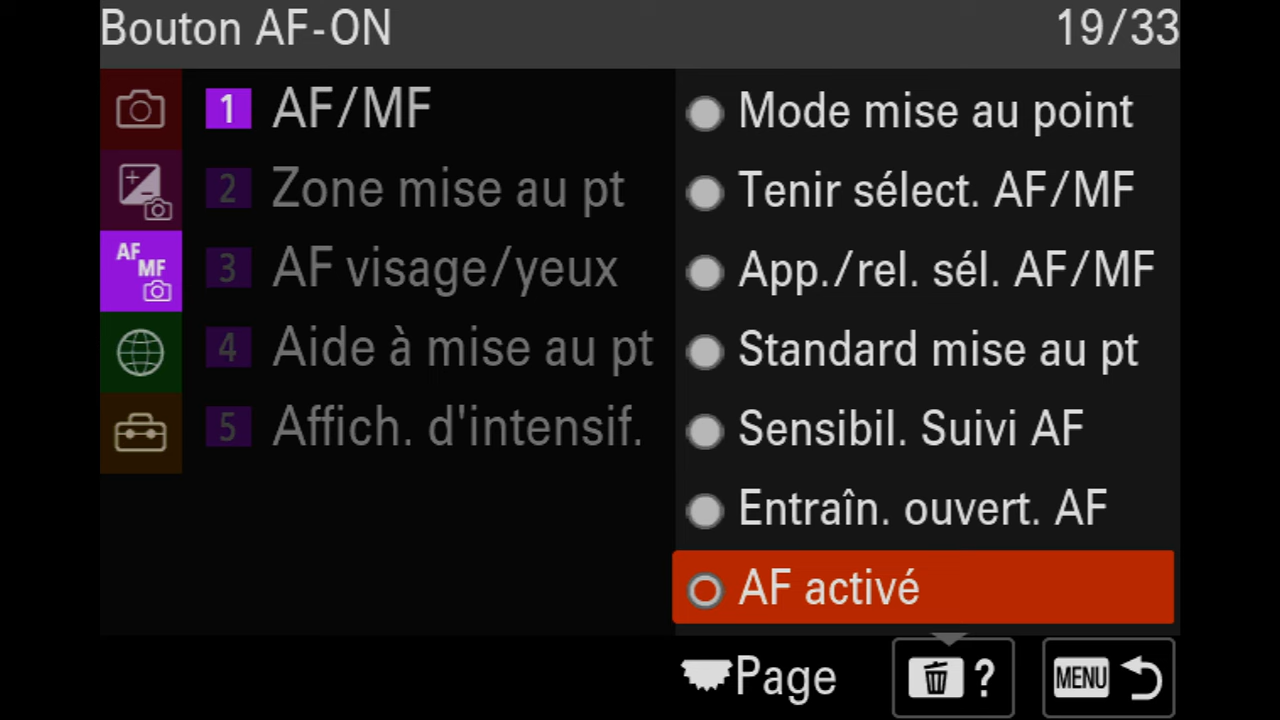 Bouton AF-ON 19/33
1 AF/MF
2 Zone mise au pt
3 AF visage/yeux
4 Aide à mise au pt
5 Affich. d'intensif.
AF MF
Mode mise au point
Tenir sélect. AF/MF
App./rel. sél. AF/MF
Standard mise au pt
Sensibil. Suivi AF
Entraîn. ouvert. AF
AF activé
Page ? MENU